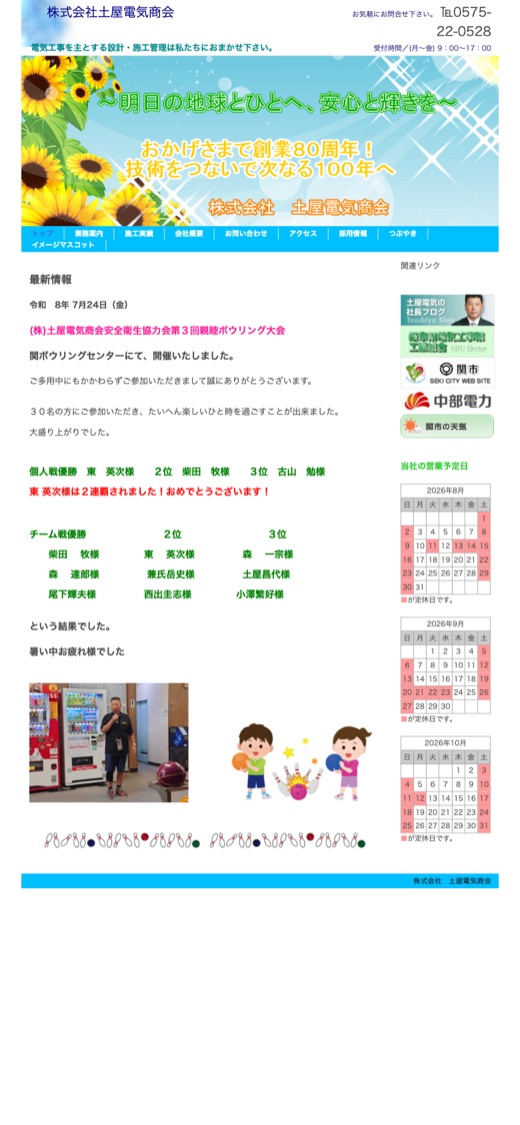 株式会社土屋電気商会
お気軽にお問合せ下さい。 ℡0575-
22-0528
電気工事を主とする設計・施工管理は私たちにおまかせ下さい。
受付時間／(月～金) 9：00～17：00
～明日の地球とひとへ、安心と輝きを～
おかげさまで創業80周年！
技術をつないで次なる100年へ
株式会社 土屋電気商会
トップ 業務案内 施工実績 会社概要 お問い合わせ アクセス 採用情報 つぶやき
イメージマスコット
最新情報
令和 8年 7月24日（金）
(株)土屋電気商会安全衛生協力会第３回親睦ボウリング大会
関ボウリングセンターにて、開催いたしました。
ご多用中にもかかわらずご参加いただきまして誠にありがとうございます。
３０名の方にご参加いただき、たいへん楽しいひと時を過ごすことが出来ました。
大盛り上がりでした。
個人戦優勝 東 英次様 ２位 柴田 牧様 ３位 古山 勉様
東 英次様は２連覇されました！おめでとうございます！
チーム戦優勝 ２位 ３位
柴田 牧様 東 英次様 森 一宗様
森 達郎様 兼氏岳史様 土屋昌代様
尾下輝夫様 西出圭志様 小澤繁好様
という結果でした。
暑い中お疲れ様でした
関連リンク
土屋電気の
社長ブログ
Tsuchiya Blog
岐阜県電気工事業
工業組合
関市
SEKI CITY WEB SITE
中部電力
関市の天気
当社の営業予定日
2026年8月
日 月 火 水 木 金 土
1
2 3 4 5 6 7 8
9 10 11 12 13 14 15
16 17 18 19 20 21 22
23 24 25 26 27 28 29
30 31
■が定休日です。
2026年9月
日 月 火 水 木 金 土
1 2 3 4 5
6 7 8 9 10 11 12
13 14 15 16 17 18 19
20 21 22 23 24 25 26
27 28 29 30
■が定休日です。
2026年10月
日 月 火 水 木 金 土
1 2 3
4 5 6 7 8 9 10
11 12 13 14 15 16 17
18 19 20 21 22 23 24
25 26 27 28 29 30 31
■が定休日です。
株式会社 土屋電気商会